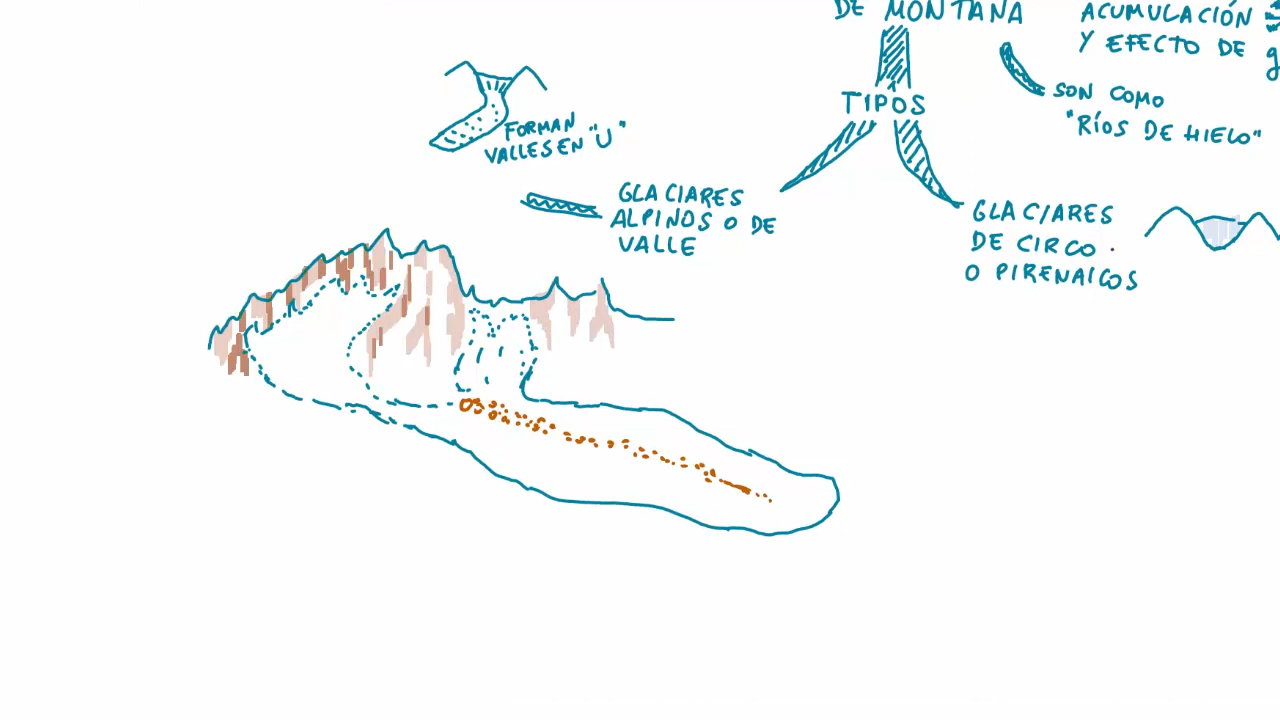 DE MONTANA
ACUMULACIÓN
Y EFECTO DE g
SON COMO
"RÍOS DE HIELO"
TIPOS
FORMAN
VALLES EN "U"
GLACIARES
ALPINOS O DE
VALLE
GLACIARES
DE CIRCO
O PIRENAICOS